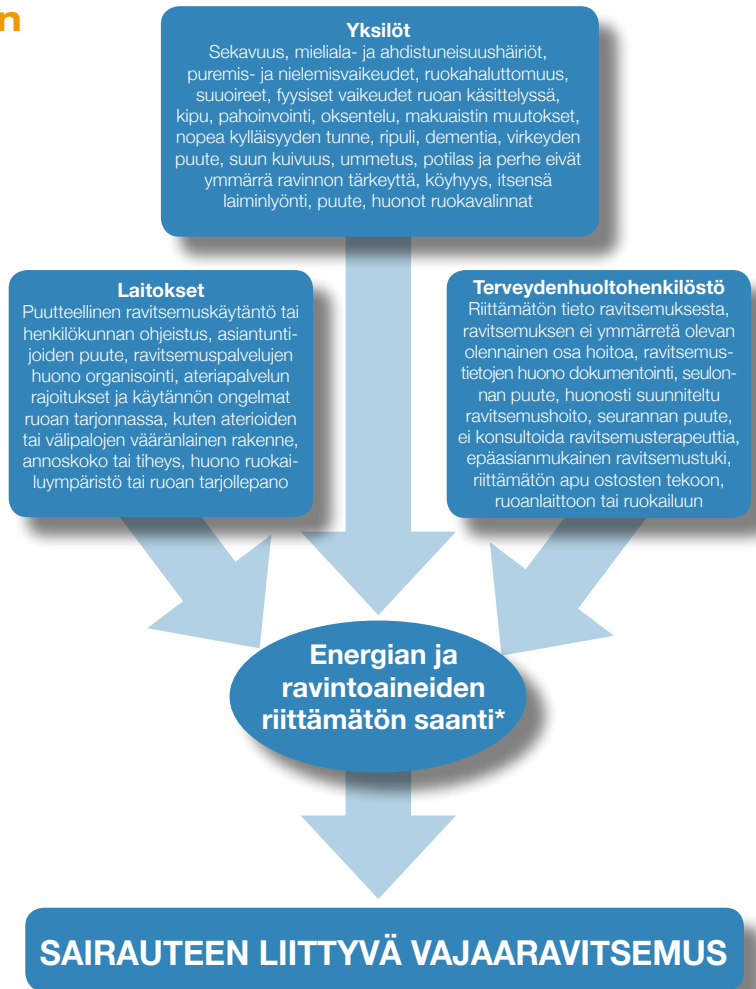 n
Yksilöt
Sekavuus, mieliala- ja ahdistuneisuushäiriöt,
puremis- ja nielemisvaikeudet, ruokahaluttomuus,
suuoireet, fyysiset vaikeudet ruoan käsittelyssä,
kipu, pahoinvointi, oksentelu, makuaistin muutokset,
nopea kylläisyyden tunne, ripuli, dementia, virkeyden
puute, suun kuivuus, ummetus, potilas ja perhe eivät
ymmärrä ravinnon tärkeyttä, köyhyys, itsensä
laiminlyönti, puute, huonot ruokavalinnat
Laitokset
Puutteellinen ravitsemuskäytäntö tai
henkilökunnan ohjeistus, asiantunti-
joiden puute, ravitsemuspalvelujen
huono organisointi, ateriapalvelun
rajoitukset ja käytännön ongelmat
ruoan tarjonnassa, kuten aterioiden
tai välipalojen vääränlainen rakenne,
annoskoko tai tiheys, huono ruokai-
luympäristö tai ruoan tarjollepano
Terveydenhuoltohenkilöstö
Riittämätön tieto ravitsemuksesta,
ravitsemuksen ei ymmärretä olevan
olennainen osa hoitoa, ravitsemus-
tietojen huono dokumentointi, seulon-
nan puute, huonosti suunniteltu
ravitsemushoito, seurannan puute,
ei konsultoida ravitsemusterapeuttia,
epäasianmukainen ravitsemustuki,
riittämätön apu ostosten tekoon,
ruoanlaittoon tai ruokailuun
Energian ja
ravintoaineiden
riittämätön saanti*
SAIRAUTEEN LIITTYVÄ VAJAARAVITSEMUS